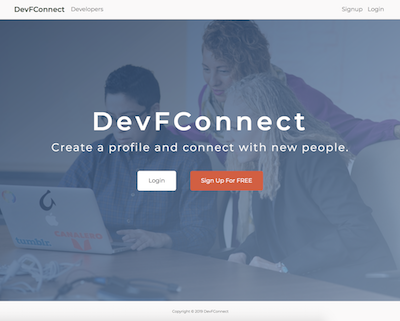 DevFConnect Developers Signup Login
DevFConnect
Create a profile and connect with new people.
Login Sign Up For FREE
tumblr.
Copyright © 2019 DevFConnect